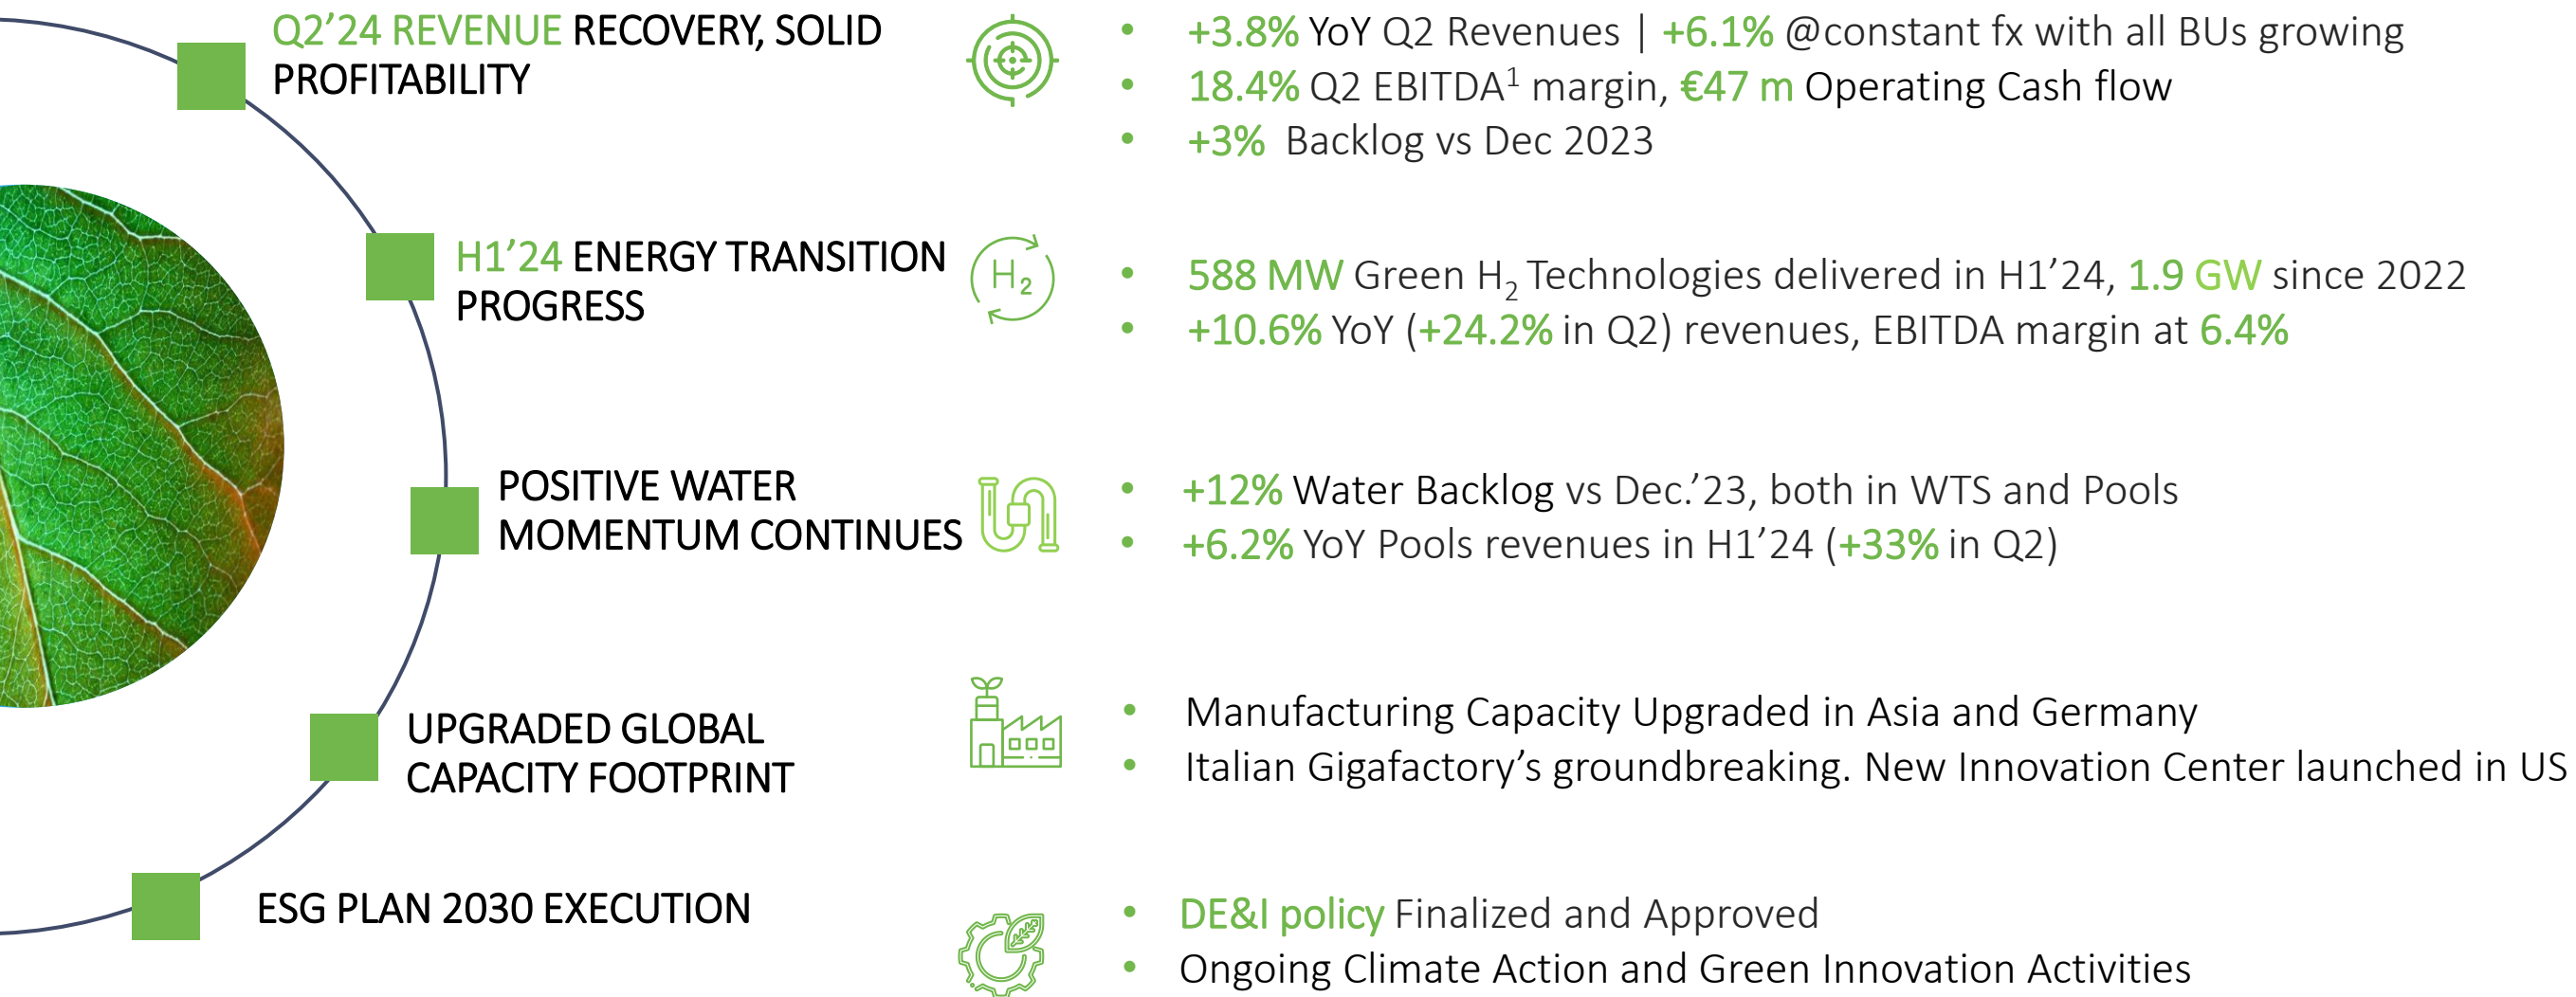 Q2’24 REVENUE RECOVERY, SOLID
PROFITABILITY
• +3.8% YoY Q2 Revenues | +6.1% @constant fx with all BUs growing
• 18.4% Q2 EBITDA¹ margin, €47 m Operating Cash flow
• +3% Backlog vs Dec 2023
H1’24 ENERGY TRANSITION
PROGRESS
H₂
• 588 MW Green H₂ Technologies delivered in H1’24, 1.9 GW since 2022
• +10.6% YoY (+24.2% in Q2) revenues, EBITDA margin at 6.4%
POSITIVE WATER
MOMENTUM CONTINUES
• +12% Water Backlog vs Dec.’23, both in WTS and Pools
• +6.2% YoY Pools revenues in H1’24 (+33% in Q2)
UPGRADED GLOBAL
CAPACITY FOOTPRINT
• Manufacturing Capacity Upgraded in Asia and Germany
• Italian Gigafactory’s groundbreaking. New Innovation Center launched in US
ESG PLAN 2030 EXECUTION
• DE&I policy Finalized and Approved
• Ongoing Climate Action and Green Innovation Activities